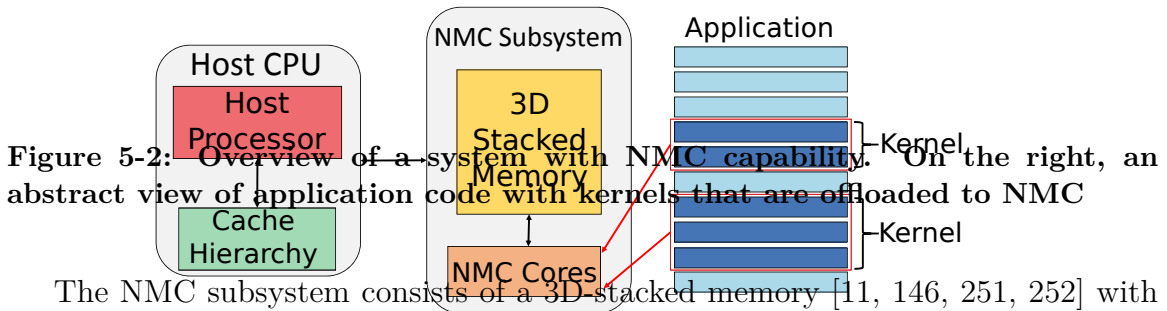 Host CPU
Host
Processor
Cache
Hierarchy
NMC Subsystem
3D
Stacked
Memory
NMC Cores
Application
Kernel
Kernel
Figure 5-2: Overview of a system with NMC capability. On the right, an
abstract view of application code with kernels that are offloaded to NMC
The NMC subsystem consists of a 3D-stacked memory [11, 146, 251, 252] with